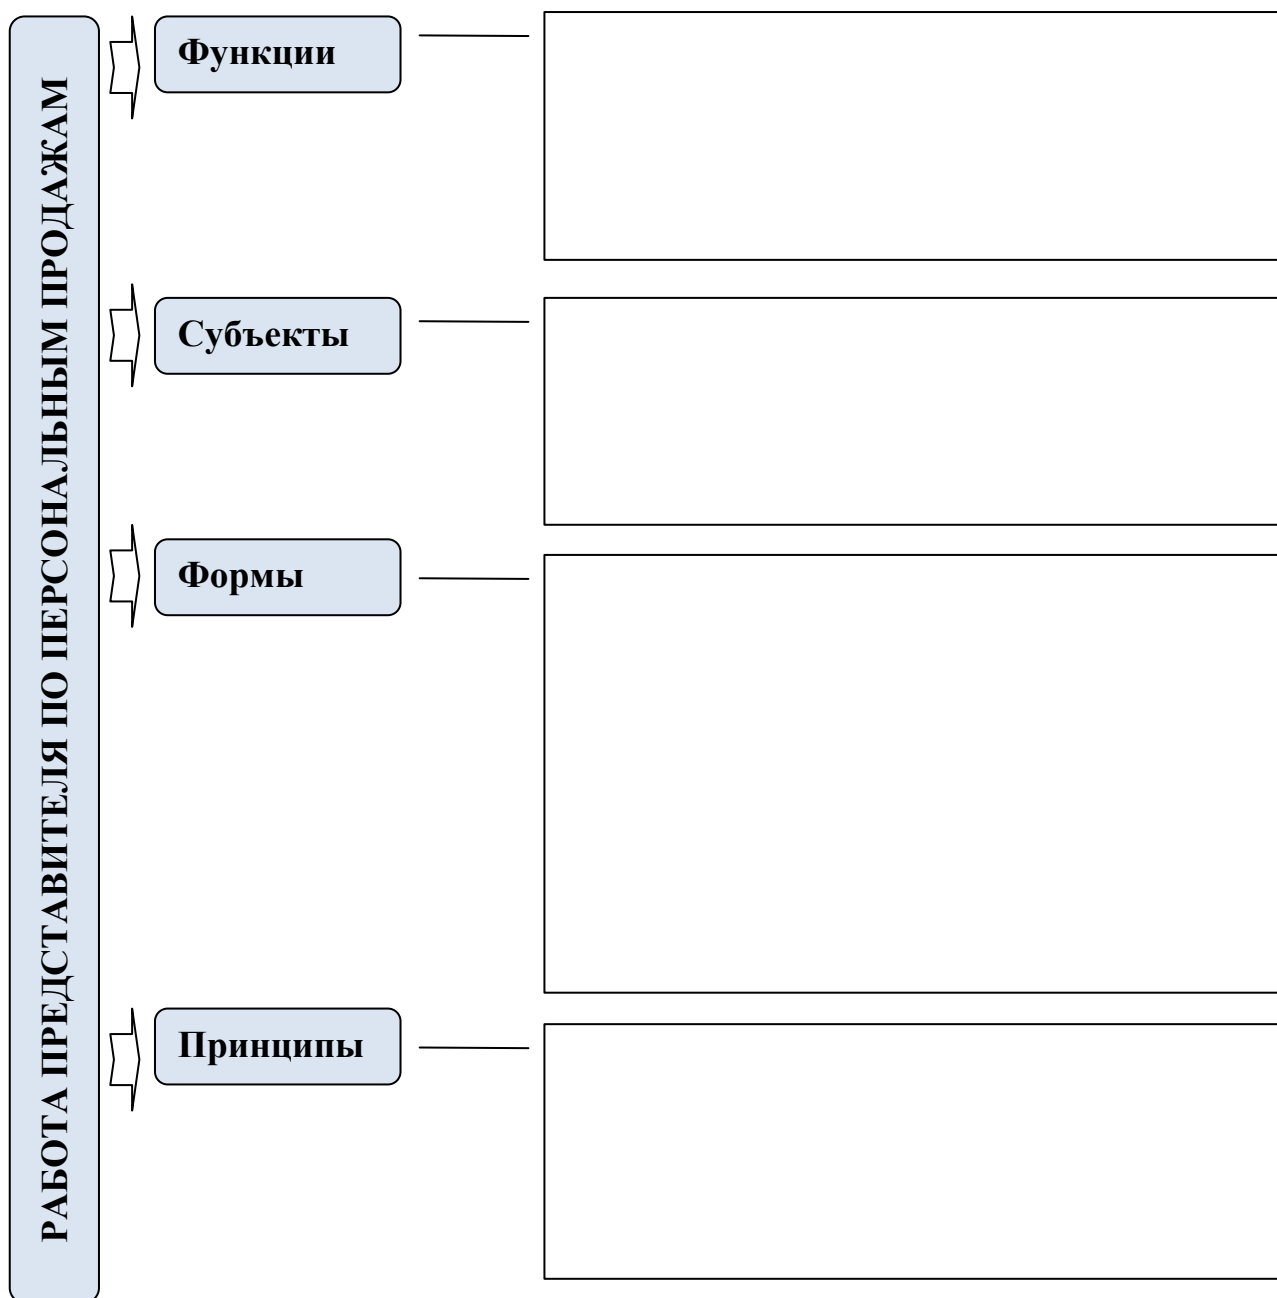 РАБОТА ПРЕДСТАВИТЕЛЯ ПО ПЕРСОНАЛЬНЫМ ПРОДАЖАМ
Функции
Субъекты
Формы
Принципы